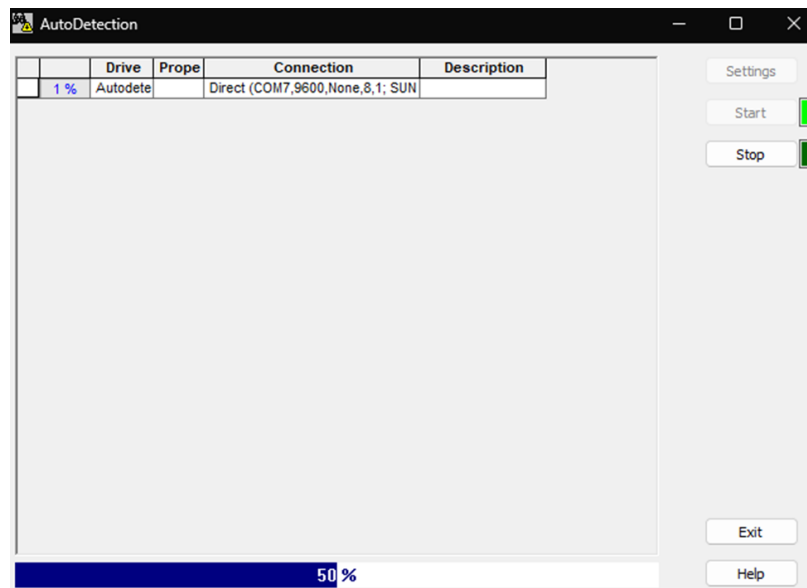 AutoDetection
Drive Prope Connection Description
1 % Autodete Direct (COM7,9600,None,8,1; SUN
Settings
Start
Stop
Exit
50 %
Help